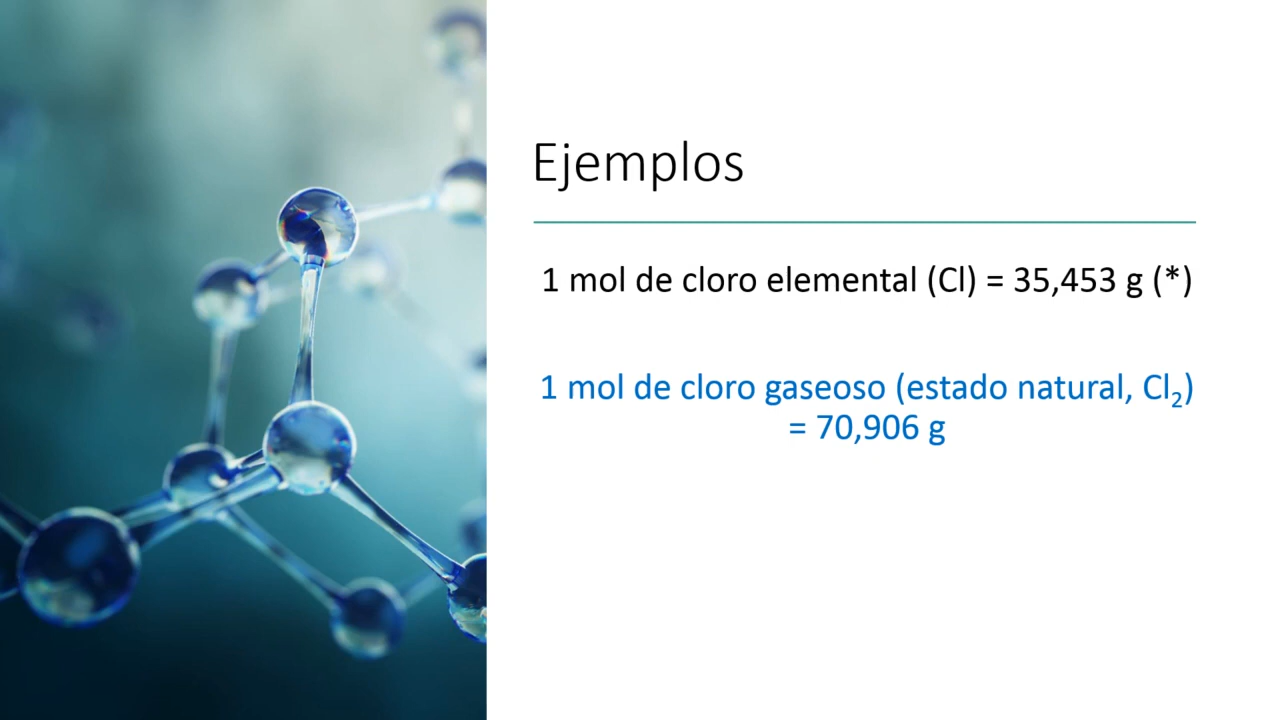 Ejemplos
1 mol de cloro elemental (Cl) = 35,453 g (*)
1 mol de cloro gaseoso (estado natural, Cl₂)
= 70,906 g